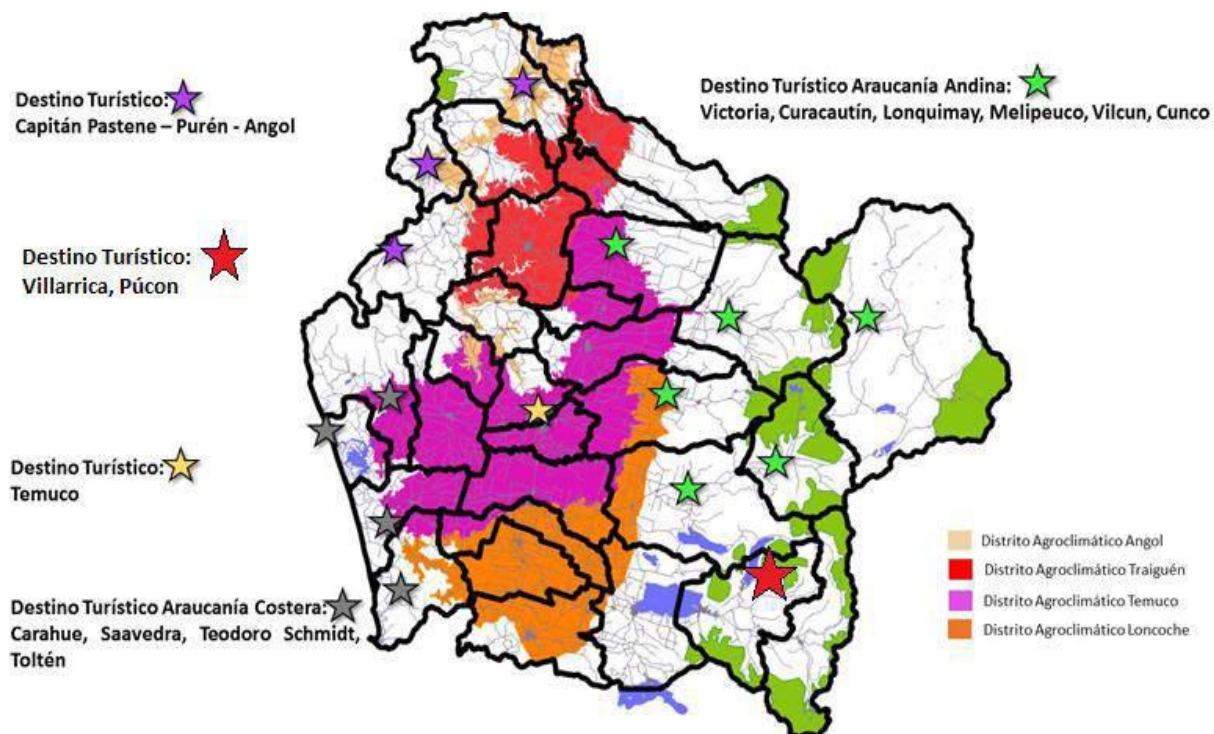 Destino Turístico:
Capitán Pastene – Purén - Angol
Destino Turístico Araucanía Andina:
Victoria, Curacautín, Lonquimay, Melipeuco, Vilcun, Cunco
Destino Turístico:
Villarrica, Púcon
Destino Turístico:
Temuco
Destino Turístico Araucanía Costera:
Carahue, Saavedra, Teodoro Schmidt,
Toltén
Distrito Agroclimático Angol
Distrito Agroclimático Traiguén
Distrito Agroclimático Temuco
Distrito Agroclimático Loncoche